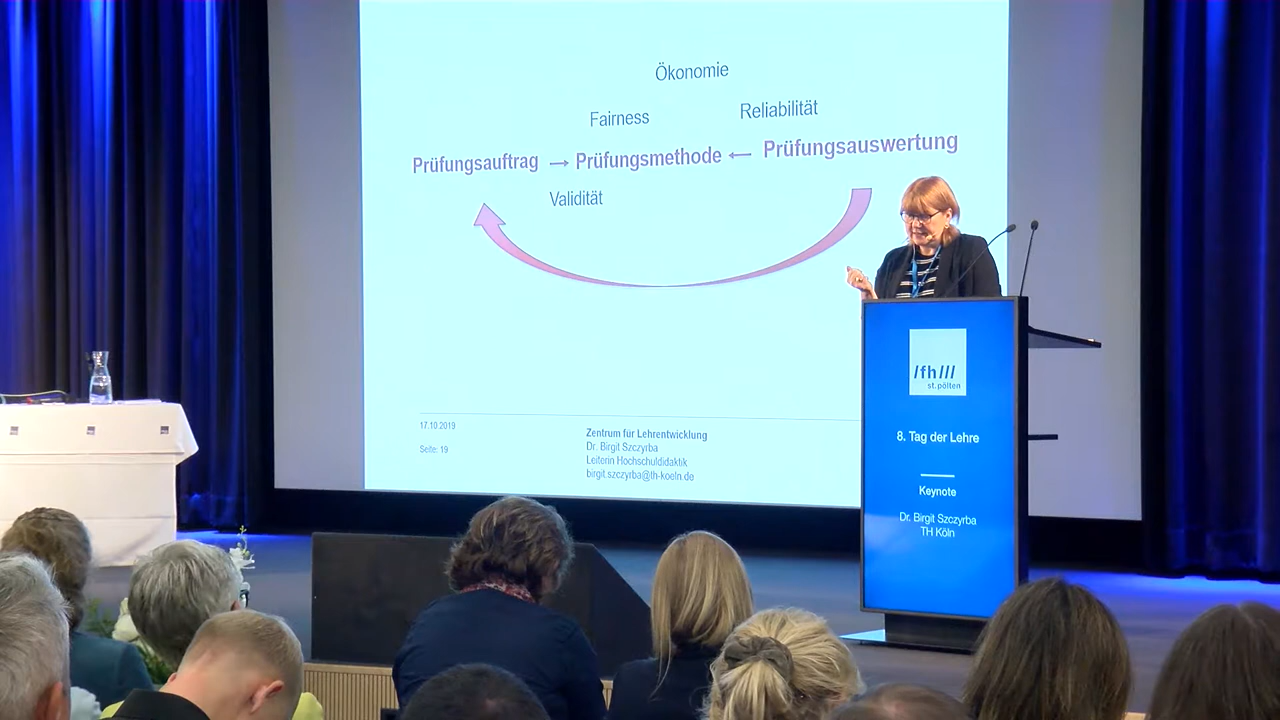 Ökonomie
Fairness
Reliabilität
Prüfungsauftrag → Prüfungsmethode ← Prüfungsauswertung
Validität
17.10.2019
Seite: 19
Zentrum für Lehrentwicklung
Dr. Birgit Szczyrba
Leiterin Hochschuldidaktik
birgit.szczyrba@th-koeln.de
/fh///
st.pölten
8. Tag der Lehre
Keynote
Dr. Birgit Szczyrba
TH Köln